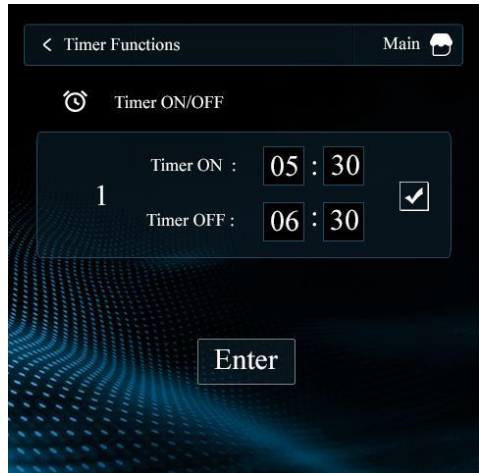 < Timer Functions Main
Timer ON/OFF
Timer ON : 05 : 30
1
Timer OFF : 06 : 30
Enter